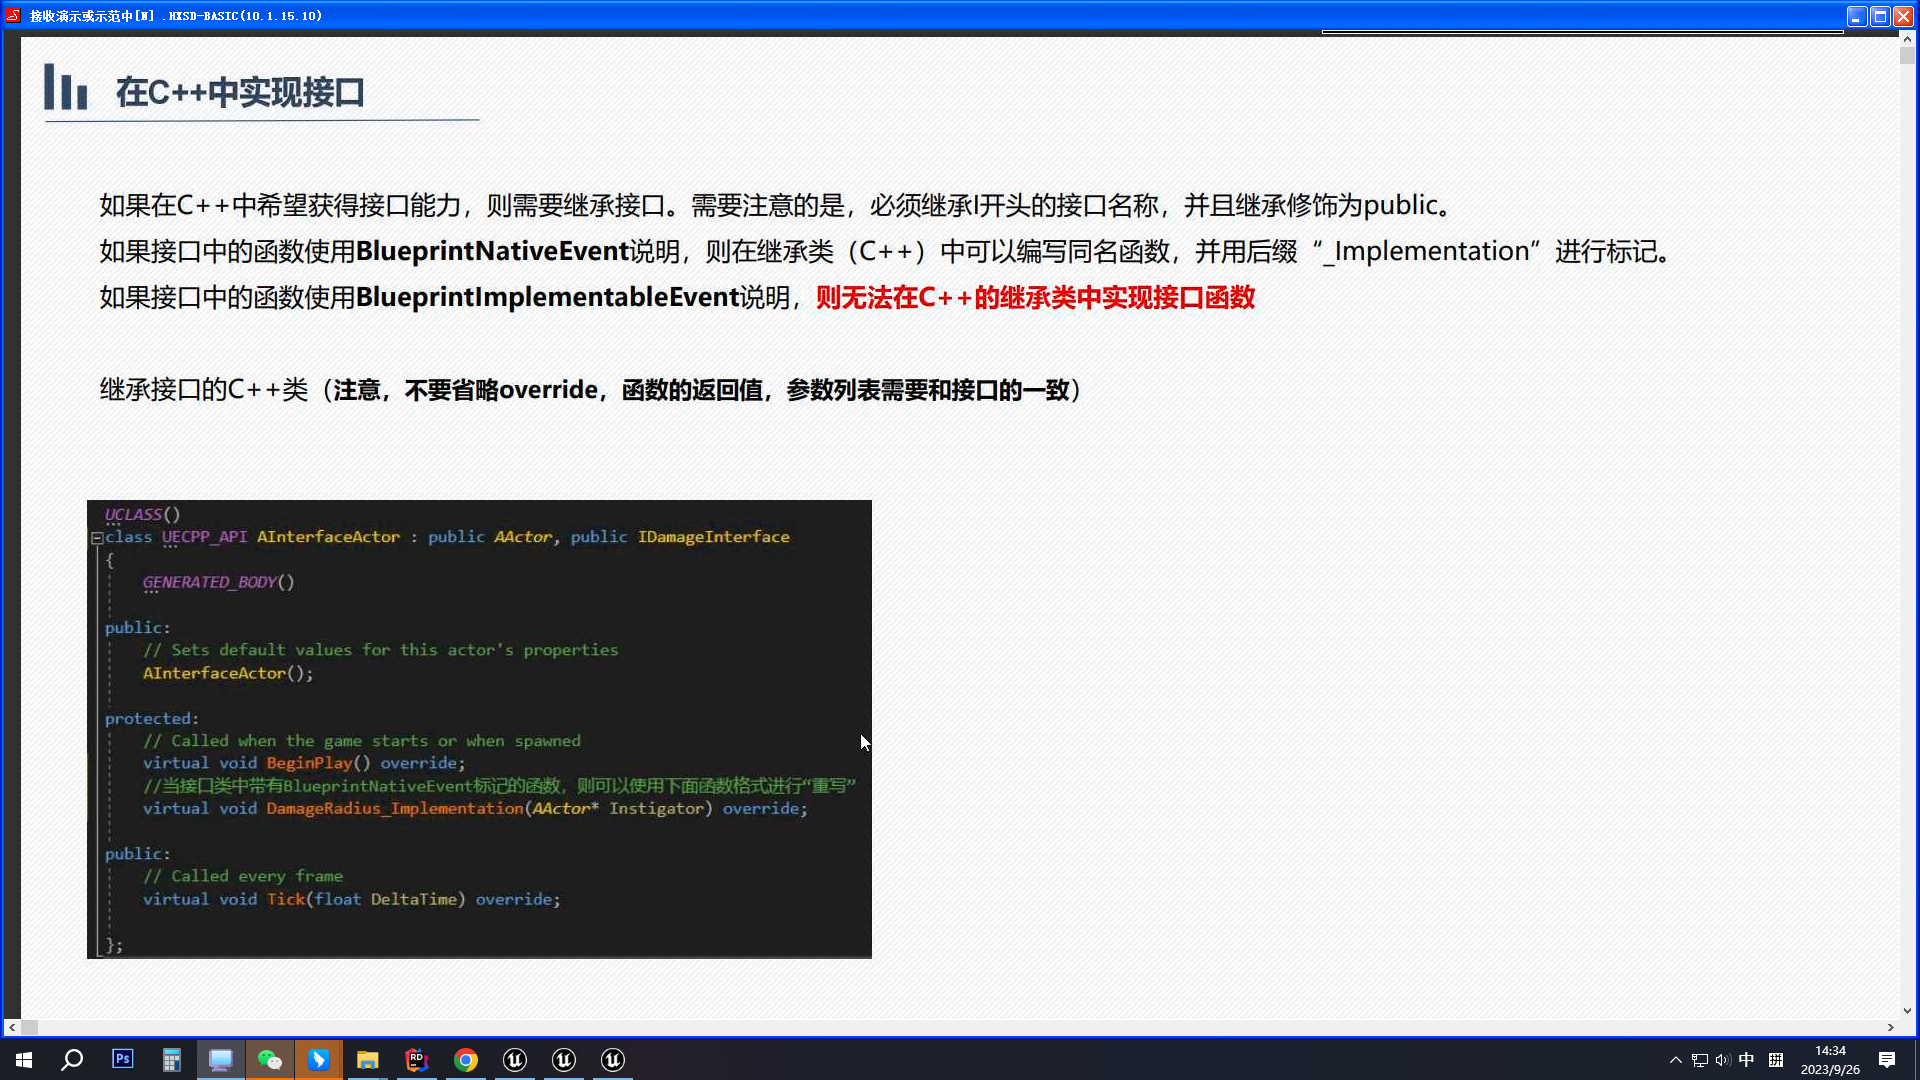 接收演示或示范中[N] .HXSD-BASIC(10.1.15.10)
在C++中实现接口
如果在C++中希望获得接口能力，则需要继承接口。需要注意的是，必须继承I开头的接口名称，并且继承修饰为public。
如果接口中的函数使用BlueprintNativeEvent说明，则在继承类（C++）中可以编写同名函数，并用后缀“_Implementation”进行标记。
如果接口中的函数使用BlueprintImplementableEvent说明，则无法在C++的继承类中实现接口函数
继承接口的C++类（注意，不要省略override，函数的返回值，参数列表需要和接口的一致）
UCLASS()
class UECPP_API AInterfaceActor : public AActor, public IDamageInterface
{
GENERATED_BODY()
public:
// Sets default values for this actor's properties
AInterfaceActor();
protected:
// Called when the game starts or when spawned
virtual void BeginPlay() override;
//当接口类中带有BlueprintNativeEvent标记的函数，则可以使用下面函数格式进行“重写”
virtual void DamageRadius_Implementation(AActor* Instigator) override;
public:
// Called every frame
virtual void Tick(float DeltaTime) override;
};
Ps
RD
中
拼
14:34
2023/9/26